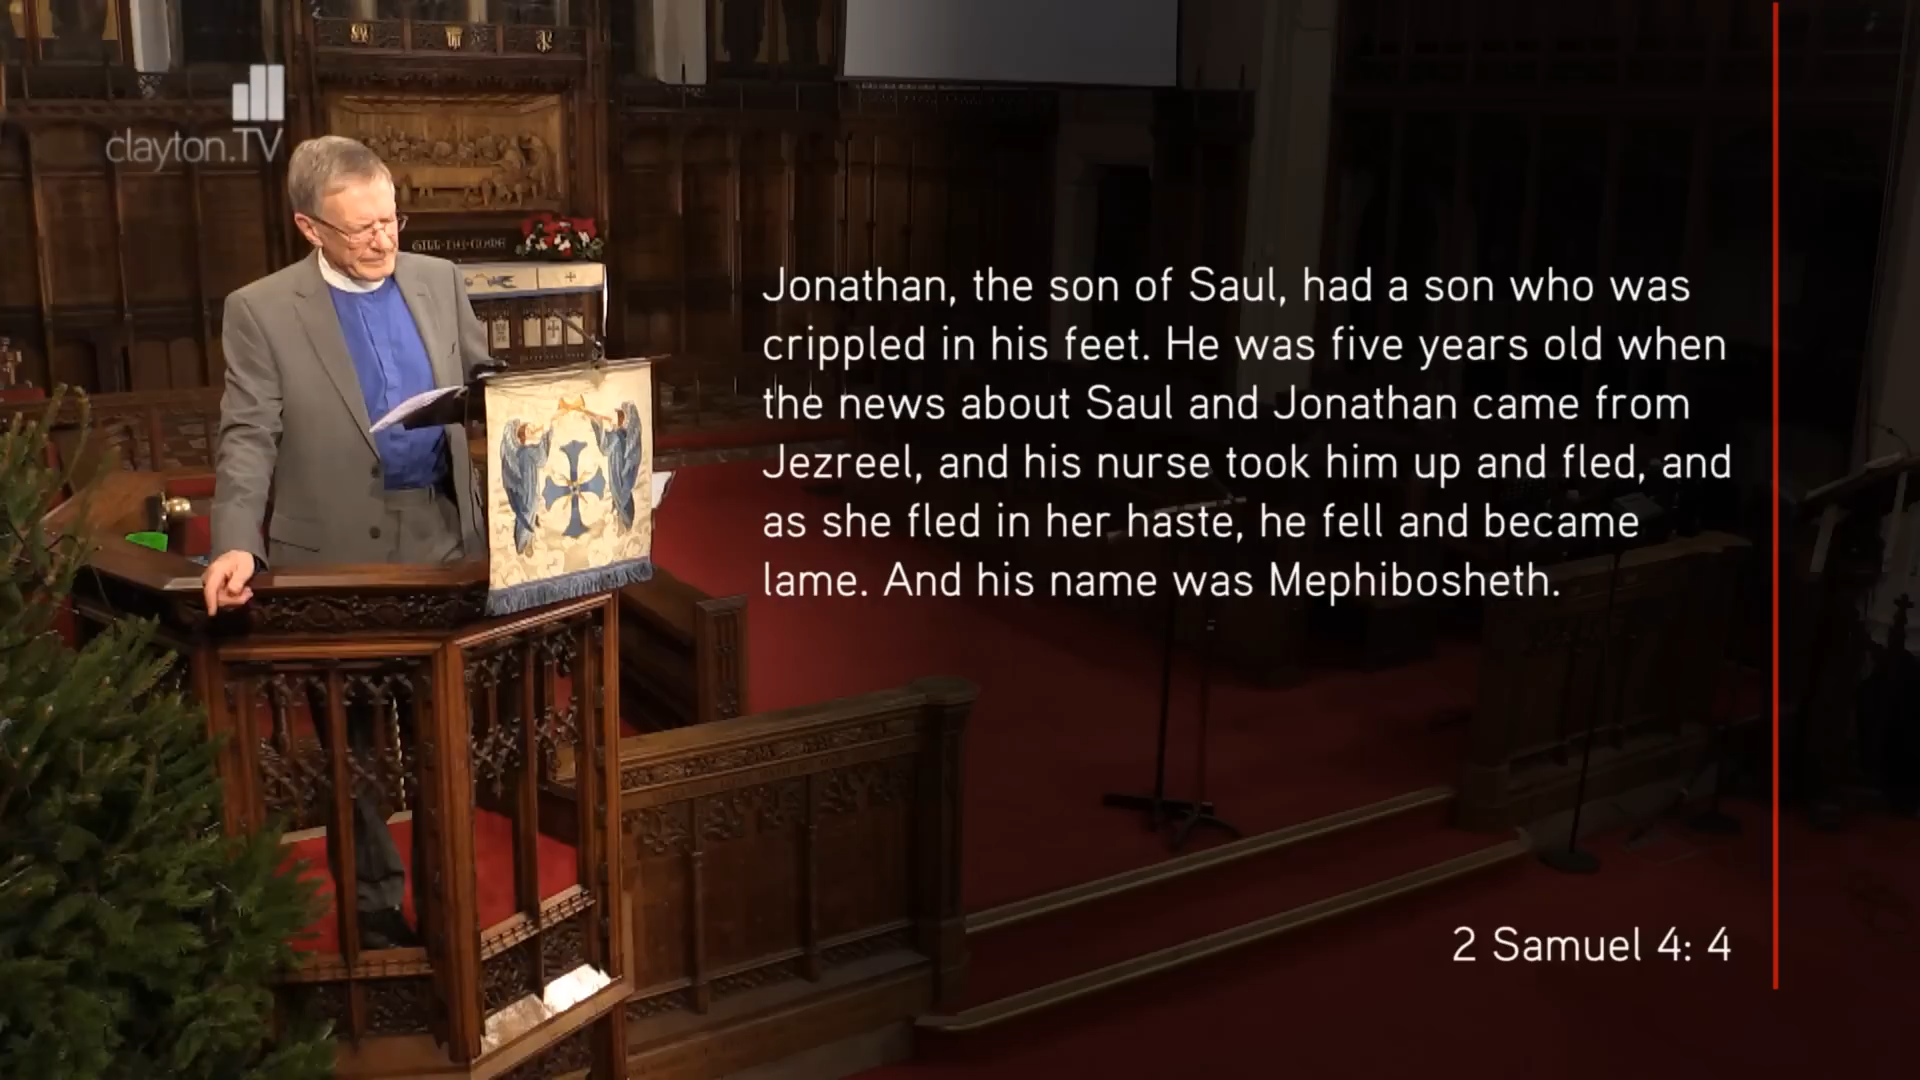 clayton.TV
Jonathan, the son of Saul, had a son who was
crippled in his feet. He was five years old when
the news about Saul and Jonathan came from
Jezreel, and his nurse took him up and fled, and
as she fled in her haste, he fell and became
lame. And his name was Mephibosheth.
2 Samuel 4: 4